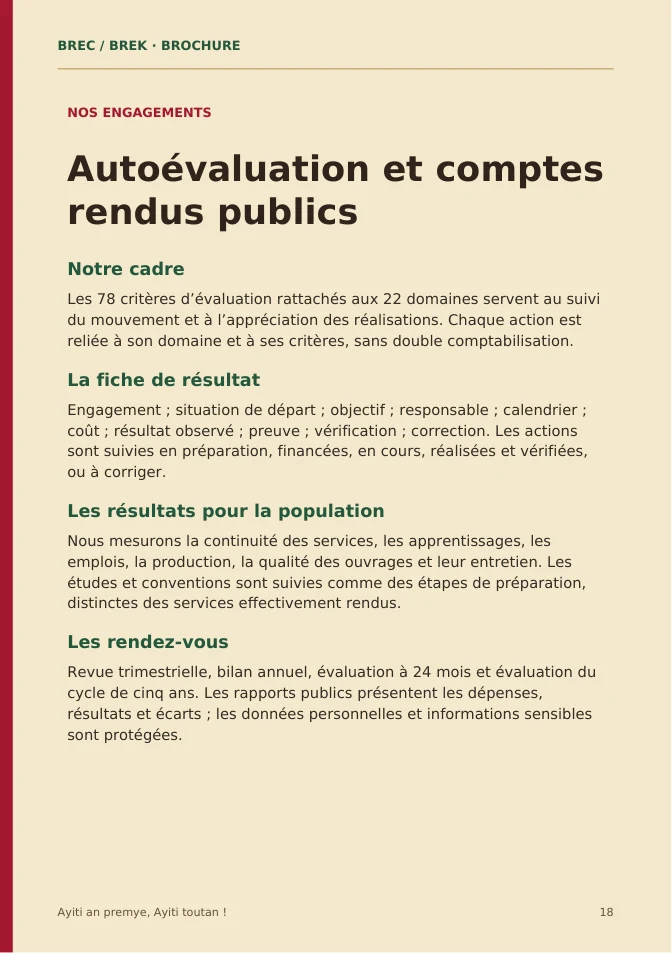 BREC / BREK · BROCHURE
NOS ENGAGEMENTS
Autoévaluation et comptes
rendus publics
Notre cadre
Les 78 critères d’évaluation rattachés aux 22 domaines servent au suivi
du mouvement et à l’appréciation des réalisations. Chaque action est
reliée à son domaine et à ses critères, sans double comptabilisation.
La fiche de résultat
Engagement ; situation de départ ; objectif ; responsable ; calendrier ;
coût ; résultat observé ; preuve ; vérification ; correction. Les actions
sont suivies en préparation, financées, en cours, réalisées et vérifiées,
ou à corriger.
Les résultats pour la population
Nous mesurons la continuité des services, les apprentissages, les
emplois, la production, la qualité des ouvrages et leur entretien. Les
études et conventions sont suivies comme des étapes de préparation,
distinctes des services effectivement rendus.
Les rendez-vous
Revue trimestrielle, bilan annuel, évaluation à 24 mois et évaluation du
cycle de cinq ans. Les rapports publics présentent les dépenses,
résultats et écarts ; les données personnelles et informations sensibles
sont protégées.
Ayiti an premye, Ayiti toutan !
18